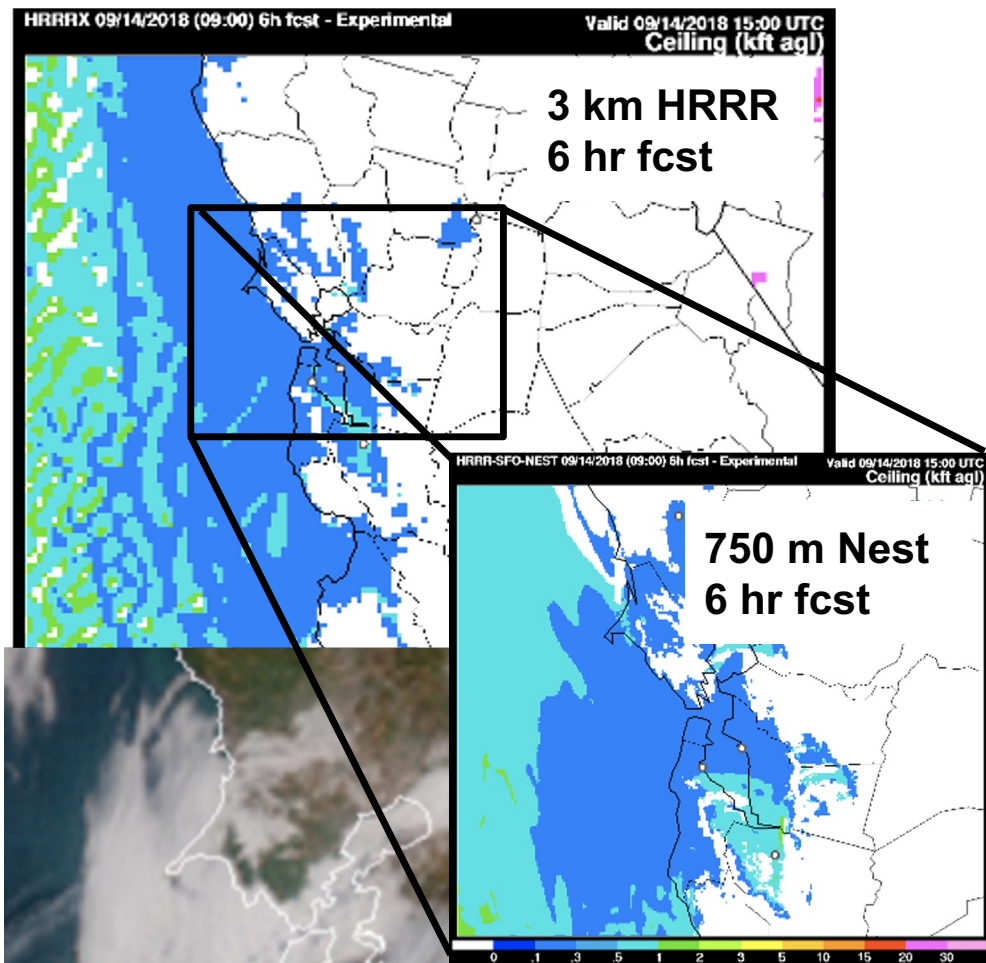 HRRRX 09/14/2018 (09:00) 6h fcst - Experimental
Valid 09/14/2018 15:00 UTC
Ceiling (kft agl)
3 km HRRR
6 hr fcst
HRRR-SFO-NEST 09/14/2018 (09:00) 6h fcst - Experimental
Valid 09/14/2018 15:00 UTC
Ceiling (kft agl)
750 m Nest
6 hr fcst
0 .1 .3 .5 1 2 3 5 10 15 20 30